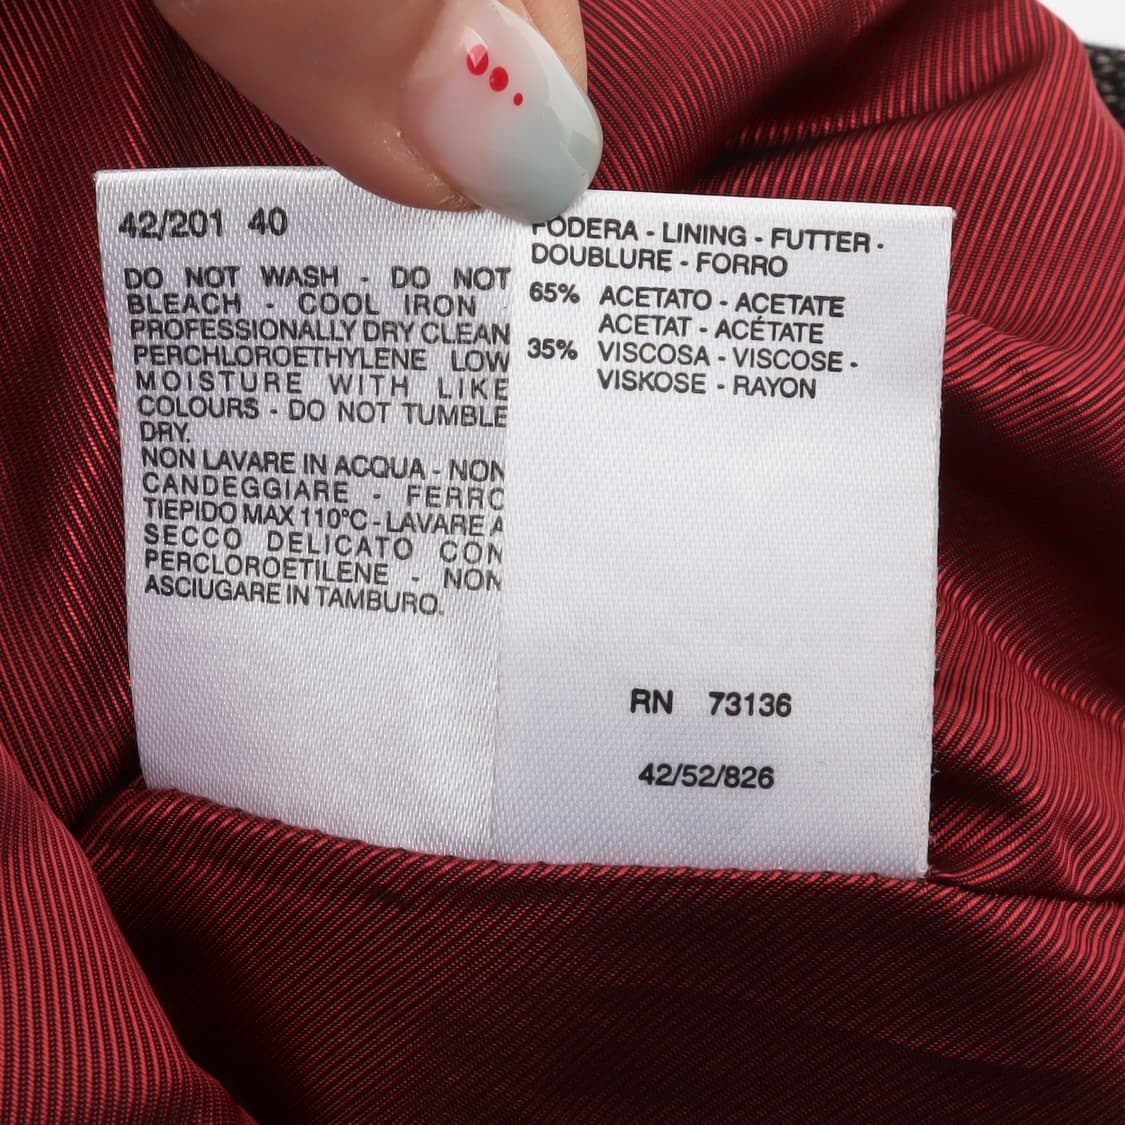 42/201 40
DO NOT WASH - DO NOT
BLEACH - COOL IRON
PROFESSIONALLY DRY CLEAN
PERCHLOROETHYLENE LOW
MOISTURE WITH LIKE
COLOURS - DO NOT TUMBLE
DRY.
NON LAVARE IN ACQUA - NON
CANDEGGIARE - FERRO
TIEPIDO MAX 110°C - LAVARE A
SECCO DELICATO CON
PERCLOROETILENE - NON
ASCIUGARE IN TAMBURO.
FODERA - LINING - FUTTER -
DOUBLURE - FORRO
65% ACETATO - ACETATE
ACETAT - ACÉTATE
35% VISCOSA - VISCOSE -
VISKOSE - RAYON
RN 73136
42/52/826